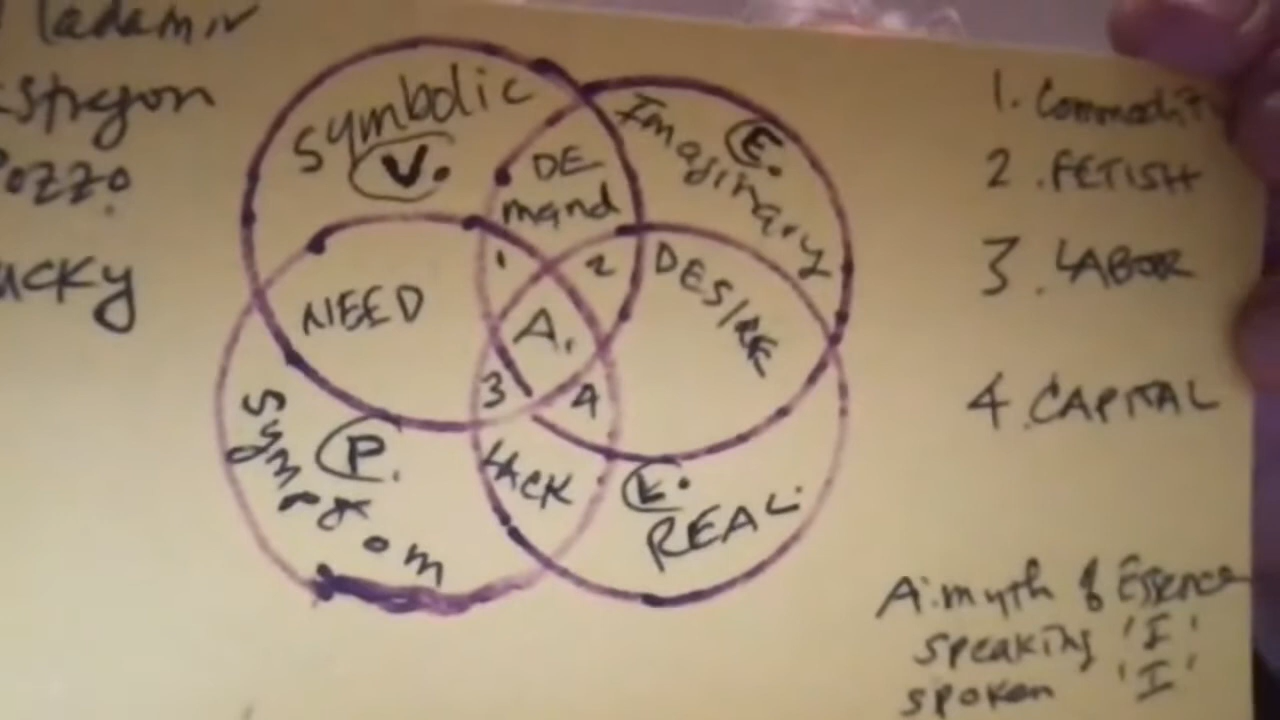 ladamir
stragon
Pozzo.
ucky
Symbolic
V.
DE
mand
Imaginary
E.
NEED
1
2
DESIRE
A.
3
4
Symptom
P.
LACK
L.
REAL.
1. Commodit
2. FETISH
3. LABOR
4. CAPITAL
A: myth of Essence
speaking 'I'
spoken 'I'